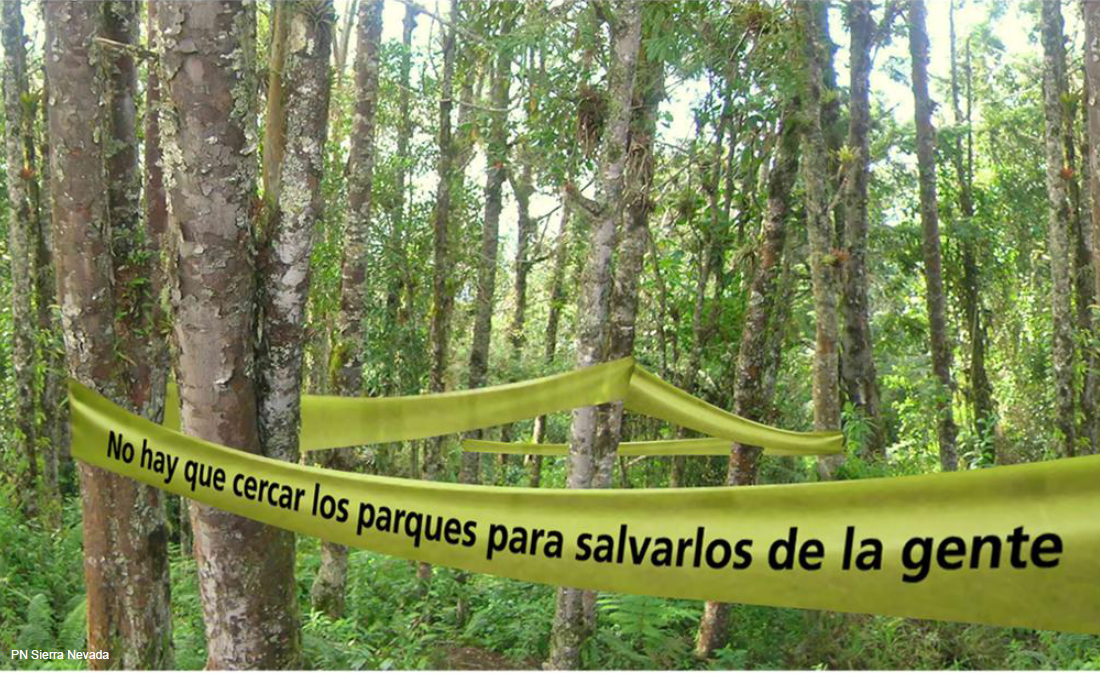 No hay que cercar los parques para salvarlos de la gente
PN Sierra Nevada